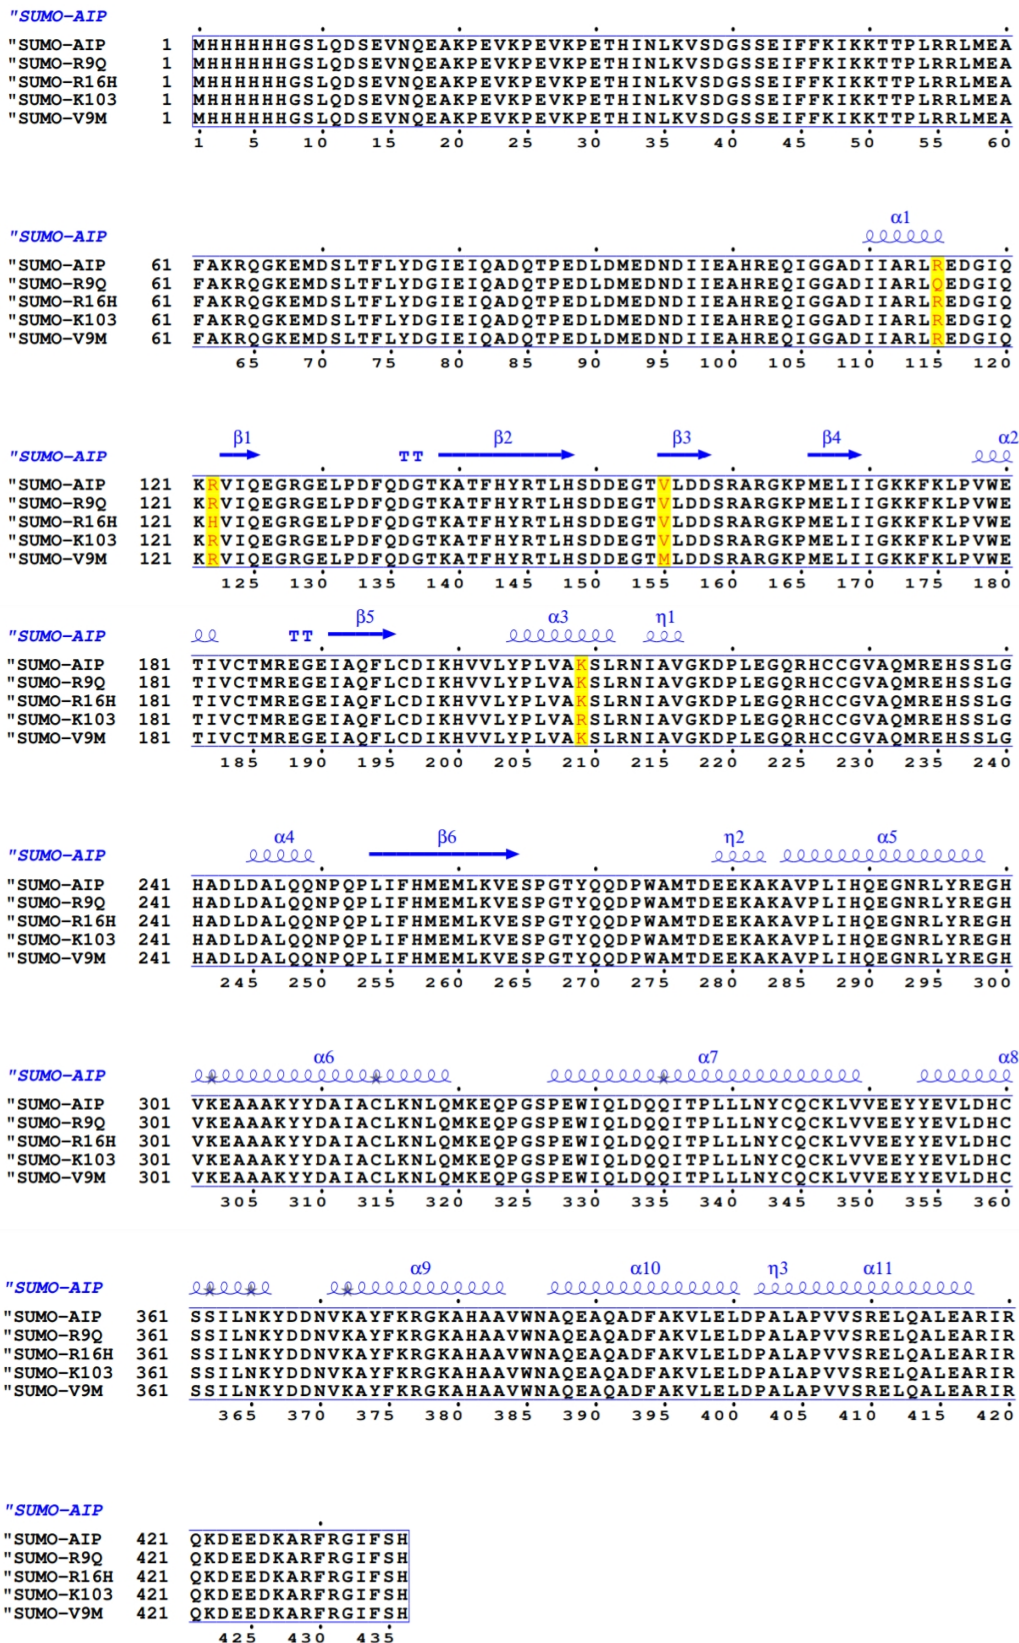 "SUMO-AIP
"SUMO-AIP 1 MHHHHHHGSLQDSEVNQEAKPEVKPEVKPETHINLKVSDGSSEIFFKIKKTTPLRRLMEA
"SUMO-R9Q 1 MHHHHHHGSLQDSEVNQEAKPEVKPEVKPETHINLKVSDGSSEIFFKIKKTTPLRRLMEA
"SUMO-R16H 1 MHHHHHHGSLQDSEVNQEAKPEVKPEVKPETHINLKVSDGSSEIFFKIKKTTPLRRLMEA
"SUMO-K103 1 MHHHHHHGSLQDSEVNQEAKPEVKPEVKPETHINLKVSDGSSEIFFKIKKTTPLRRLMEA
"SUMO-V9M 1 MHHHHHHGSLQDSEVNQEAKPEVKPEVKPETHINLKVSDGSSEIFFKIKKTTPLRRLMEA
1 5 10 15 20 25 30 35 40 45 50 55 60
α1
"SUMO-AIP
"SUMO-AIP 61 FAKRQGKEMDSLTFLYDGIEIQADQTPEDLDMEDNDIIEAHREQIGGADIIARLREDGIQ
"SUMO-R9Q 61 FAKRQGKEMDSLTFLYDGIEIQADQTPEDLDMEDNDIIEAHREQIGGADIIARLQEDGIQ
"SUMO-R16H 61 FAKRQGKEMDSLTFLYDGIEIQADQTPEDLDMEDNDIIEAHREQIGGADIIARLREDGIQ
"SUMO-K103 61 FAKRQGKEMDSLTFLYDGIEIQADQTPEDLDMEDNDIIEAHREQIGGADIIARLREDGIQ
"SUMO-V9M 61 FAKRQGKEMDSLTFLYDGIEIQADQTPEDLDMEDNDIIEAHREQIGGADIIARLREDGIQ
65 70 75 80 85 90 95 100 105 110 115 120
β1 β2 β3 β4 α2
"SUMO-AIP TT
"SUMO-AIP 121 KRVIQEGRGELPDFQDGTKATFHYRTLHSDDEGTVLDDSRARGKPMELIIGKKFKLPVWE
"SUMO-R9Q 121 KRVIQEGRGELPDFQDGTKATFHYRTLHSDDEGTVLDDSRARGKPMELIIGKKFKLPVWE
"SUMO-R16H 121 KHVIQEGRGELPDFQDGTKATFHYRTLHSDDEGTVLDDSRARGKPMELIIGKKFKLPVWE
"SUMO-K103 121 KRVIQEGRGELPDFQDGTKATFHYRTLHSDDEGTVLDDSRARGKPMELIIGKKFKLPVWE
"SUMO-V9M 121 KRVIQEGRGELPDFQDGTKATFHYRTLHSDDEGTMLDDSRARGKPMELIIGKKFKLPVWE
125 130 135 140 145 150 155 160 165 170 175 180
β5 α3 η1
"SUMO-AIP TT
"SUMO-AIP 181 TIVCTMREGEIAQFLCDIKHVVLYPLVAKSLRNIAVGKDPLEGQRHCCGVAQMREHSSLG
"SUMO-R9Q 181 TIVCTMREGEIAQFLCDIKHVVLYPLVAKSLRNIAVGKDPLEGQRHCCGVAQMREHSSLG
"SUMO-R16H 181 TIVCTMREGEIAQFLCDIKHVVLYPLVAKSLRNIAVGKDPLEGQRHCCGVAQMREHSSLG
"SUMO-K103 181 TIVCTMREGEIAQFLCDIKHVVLYPLVARSLRNIAVGKDPLEGQRHCCGVAQMREHSSLG
"SUMO-V9M 181 TIVCTMREGEIAQFLCDIKHVVLYPLVAKSLRNIAVGKDPLEGQRHCCGVAQMREHSSLG
185 190 195 200 205 210 215 220 225 230 235 240
α4 β6 η2 α5
"SUMO-AIP
"SUMO-AIP 241 HADLDALQQNPQPLIFHMEMLKVESPGTYQQDPWAMTDEEKAKAVPLIHQEGNRLYREGH
"SUMO-R9Q 241 HADLDALQQNPQPLIFHMEMLKVESPGTYQQDPWAMTDEEKAKAVPLIHQEGNRLYREGH
"SUMO-R16H 241 HADLDALQQNPQPLIFHMEMLKVESPGTYQQDPWAMTDEEKAKAVPLIHQEGNRLYREGH
"SUMO-K103 241 HADLDALQQNPQPLIFHMEMLKVESPGTYQQDPWAMTDEEKAKAVPLIHQEGNRLYREGH
"SUMO-V9M 241 HADLDALQQNPQPLIFHMEMLKVESPGTYQQDPWAMTDEEKAKAVPLIHQEGNRLYREGH
245 250 255 260 265 270 275 280 285 290 295 300
α6 α7 α8
"SUMO-AIP
"SUMO-AIP 301 VKEAAAKYYDAIACLKNLQMKEQPGSPEWIQLDQQITPLLLNYCQCKLVVEEYYEVLDHC
"SUMO-R9Q 301 VKEAAAKYYDAIACLKNLQMKEQPGSPEWIQLDQQITPLLLNYCQCKLVVEEYYEVLDHC
"SUMO-R16H 301 VKEAAAKYYDAIACLKNLQMKEQPGSPEWIQLDQQITPLLLNYCQCKLVVEEYYEVLDHC
"SUMO-K103 301 VKEAAAKYYDAIACLKNLQMKEQPGSPEWIQLDQQITPLLLNYCQCKLVVEEYYEVLDHC
"SUMO-V9M 301 VKEAAAKYYDAIACLKNLQMKEQPGSPEWIQLDQQITPLLLNYCQCKLVVEEYYEVLDHC
305 310 315 320 325 330 335 340 345 350 355 360
α9 α10 η3 α11
"SUMO-AIP
"SUMO-AIP 361 SSILNKYDDNVKAYFKRGKAHAAVWNAQEAQADFAKVLELDPALAPVVSRELQALEARIR
"SUMO-R9Q 361 SSILNKYDDNVKAYFKRGKAHAAVWNAQEAQADFAKVLELDPALAPVVSRELQALEARIR
"SUMO-R16H 361 SSILNKYDDNVKAYFKRGKAHAAVWNAQEAQADFAKVLELDPALAPVVSRELQALEARIR
"SUMO-K103 361 SSILNKYDDNVKAYFKRGKAHAAVWNAQEAQADFAKVLELDPALAPVVSRELQALEARIR
"SUMO-V9M 361 SSILNKYDDNVKAYFKRGKAHAAVWNAQEAQADFAKVLELDPALAPVVSRELQALEARIR
365 370 375 380 385 390 395 400 405 410 415 420
"SUMO-AIP
"SUMO-AIP 421 QKDEEDKARFRGIFSH
"SUMO-R9Q 421 QKDEEDKARFRGIFSH
"SUMO-R16H 421 QKDEEDKARFRGIFSH
"SUMO-K103 421 QKDEEDKARFRGIFSH
"SUMO-V9M 421 QKDEEDKARFRGIFSH
425 430 435